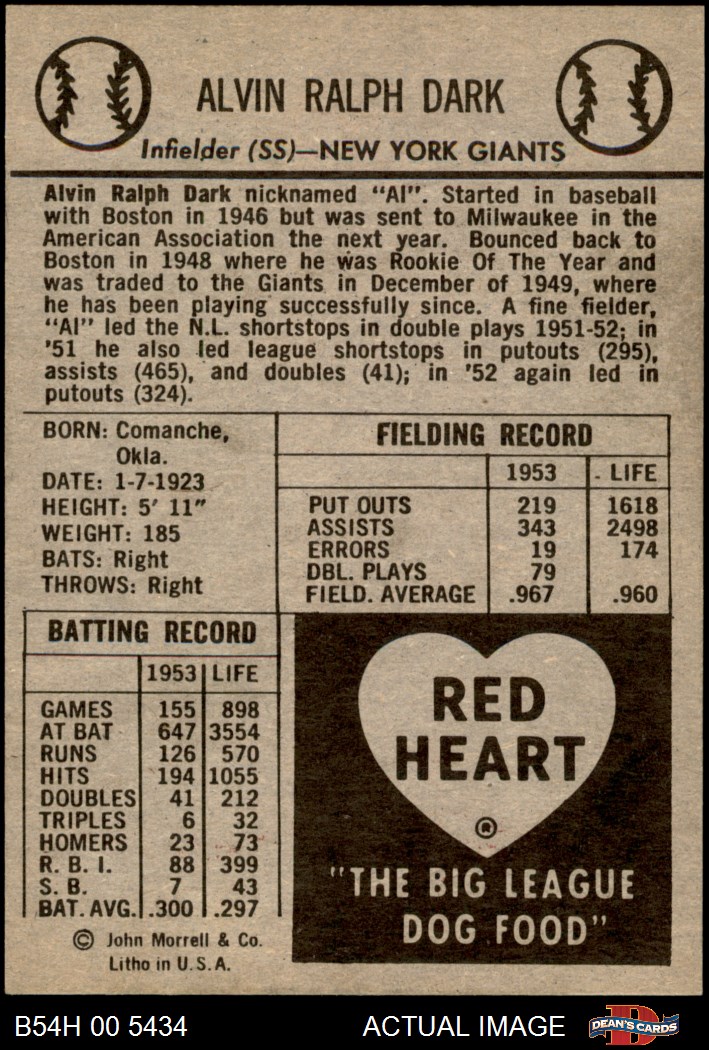 ALVIN RALPH DARK
Infielder (SS)—NEW YORK GIANTS
Alvin Ralph Dark nicknamed "Al". Started in baseball
with Boston in 1946 but was sent to Milwaukee in the
American Association the next year. Bounced back to
Boston in 1948 where he was Rookie Of The Year and
was traded to the Giants in December of 1949, where
he has been playing successfully since. A fine fielder,
"Al" led the N.L. shortstops in double plays 1951-52; in
'51 he also led league shortstops in putouts (295),
assists (465), and doubles (41); in '52 again led in
putouts (324).
BORN: Comanche,
Okla.
DATE: 1-7-1923
HEIGHT: 5' 11"
WEIGHT: 185
BATS: Right
THROWS: Right
FIELDING RECORD
1953 LIFE
PUT OUTS 219 1618
ASSISTS 343 2498
ERRORS 19 174
DBL. PLAYS 79
FIELD. AVERAGE .967 .960
BATTING RECORD
1953 LIFE
GAMES 155 898
AT BAT 647 3554
RUNS 126 570
HITS 194 1055
DOUBLES 41 212
TRIPLES 6 32
HOMERS 23 73
R. B. I. 88 399
S. B. 7 43
BAT. AVG. .300 .297
© John Morrell & Co.
Litho in U.S.A.
RED
HEART
®
"THE BIG LEAGUE
DOG FOOD"
B54H 00 5434 ACTUAL IMAGE DEAN'S CARDS